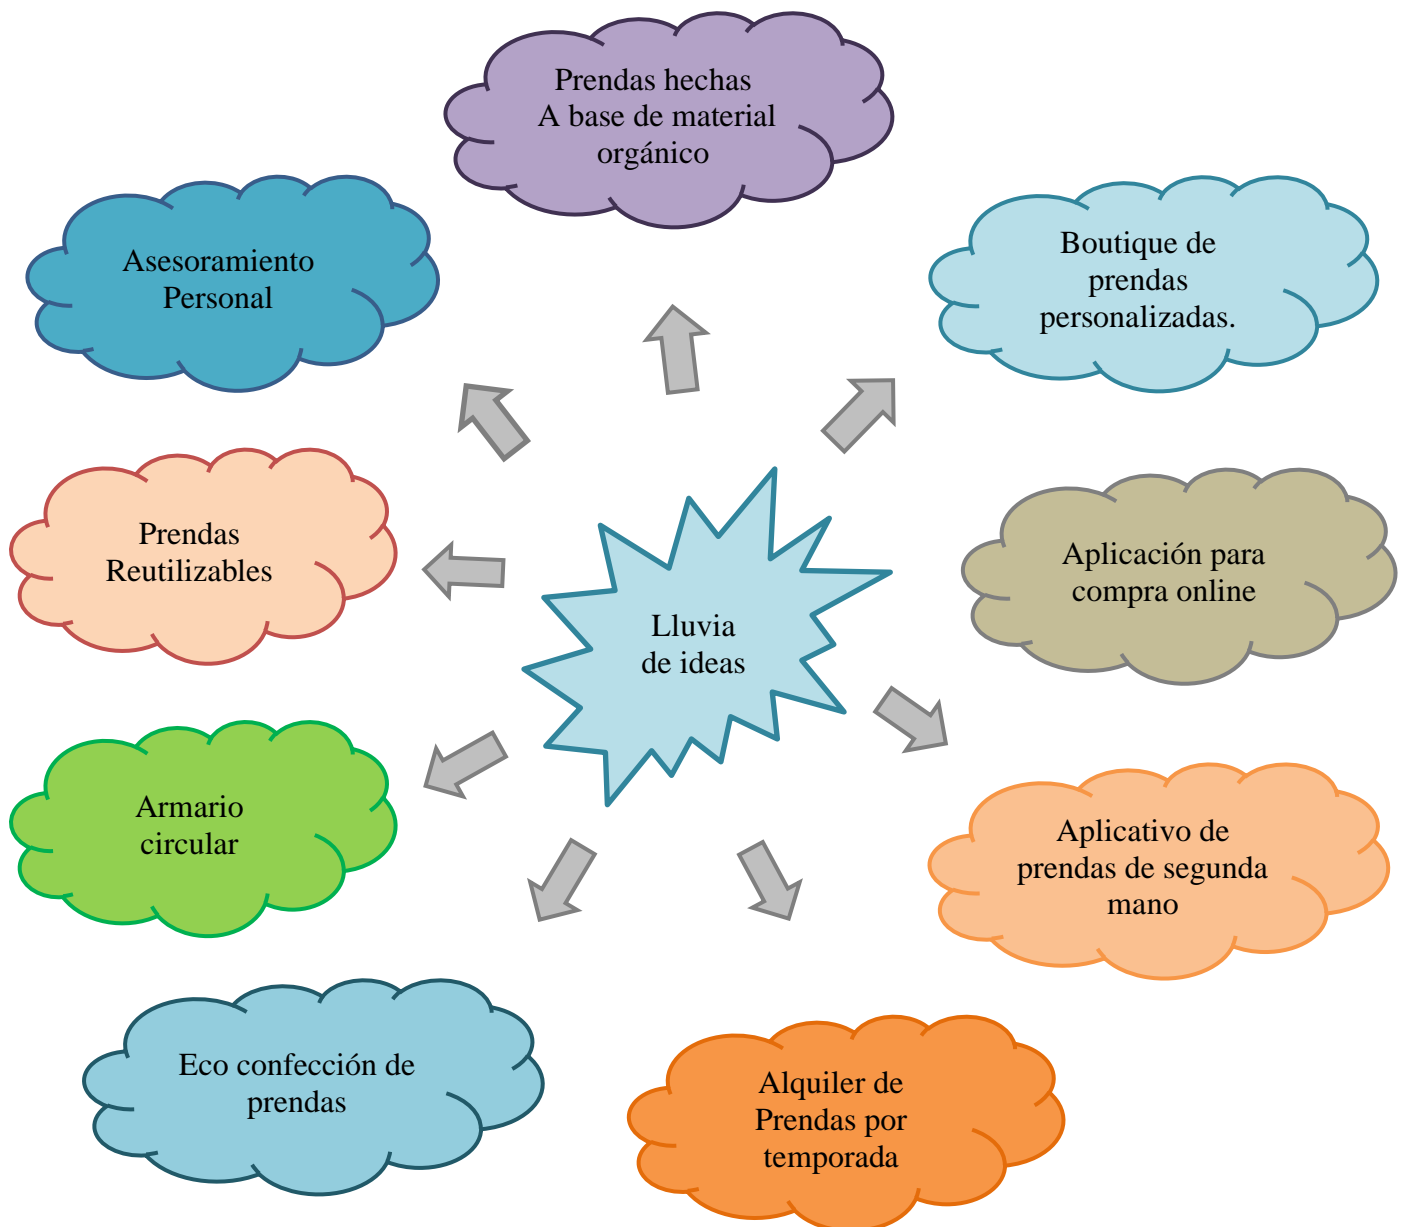 Prendas hechas
A base de material
orgánico
Asesoramiento
Personal
Boutique de
prendas
personalizadas.
Prendas
Reutilizables
Aplicación para
compra online
Lluvia
de ideas
Armario
circular
Aplicativo de
prendas de segunda
mano
Eco confección de
prendas
Alquiler de
Prendas por
temporada